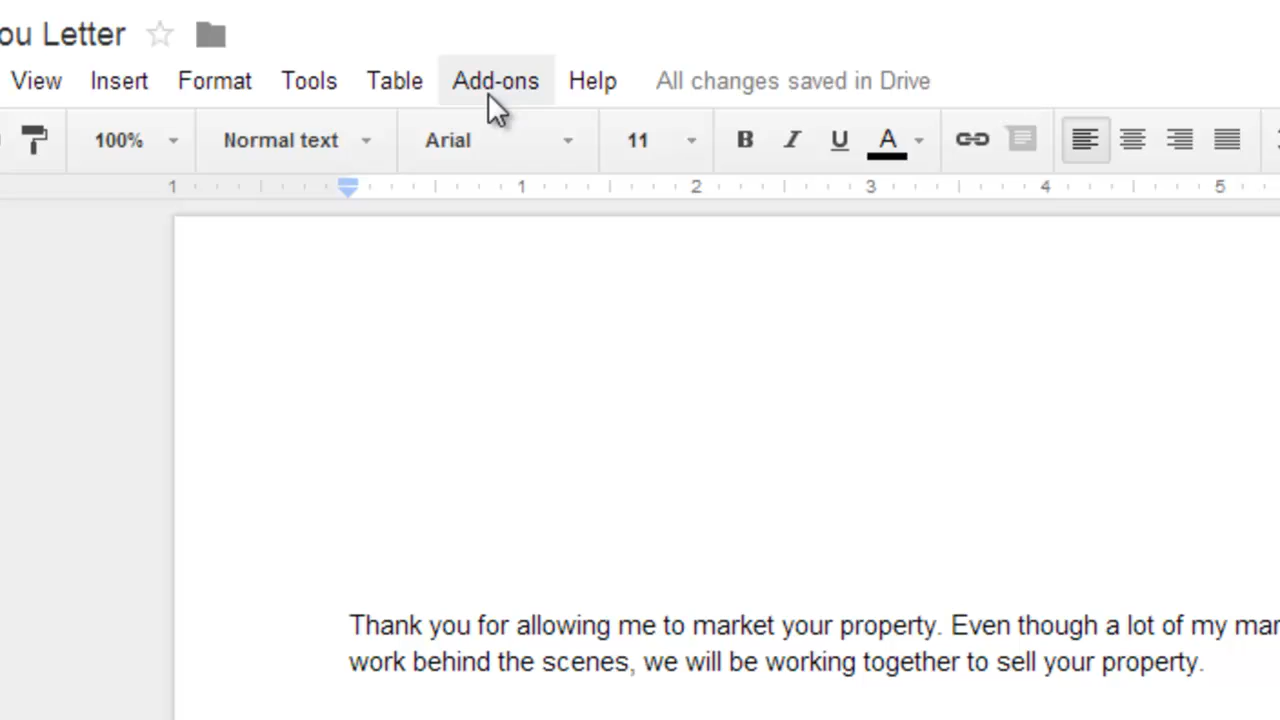 ou Letter
View Insert Format Tools Table Add-ons Help All changes saved in Drive
100% Normal text Arial 11 B I U A
1 1 2 3 4 5
Thank you for allowing me to market your property. Even though a lot of my mar
work behind the scenes, we will be working together to sell your property.